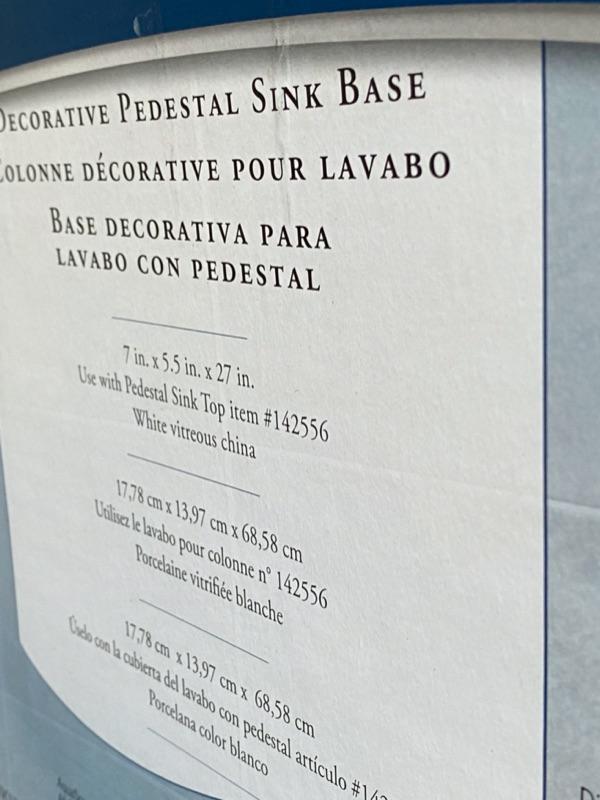 DECORATIVE PEDESTAL SINK BASE
COLONNE DÉCORATIVE POUR LAVABO
BASE DECORATIVA PARA
LAVABO CON PEDESTAL
7 in. x 5.5 in. x 27 in.
Use with Pedestal Sink Top item #142556
White vitreous china
17,78 cm x 13,97 cm x 68,58 cm
Utilisez le lavabo pour colonne n° 142556
Porcelaine vitrifiée blanche
17,78 cm x 13,97 cm x 68,58 cm
Úselo con la cubierta del lavabo con pedestal artículo #142
Porcelana color blanco